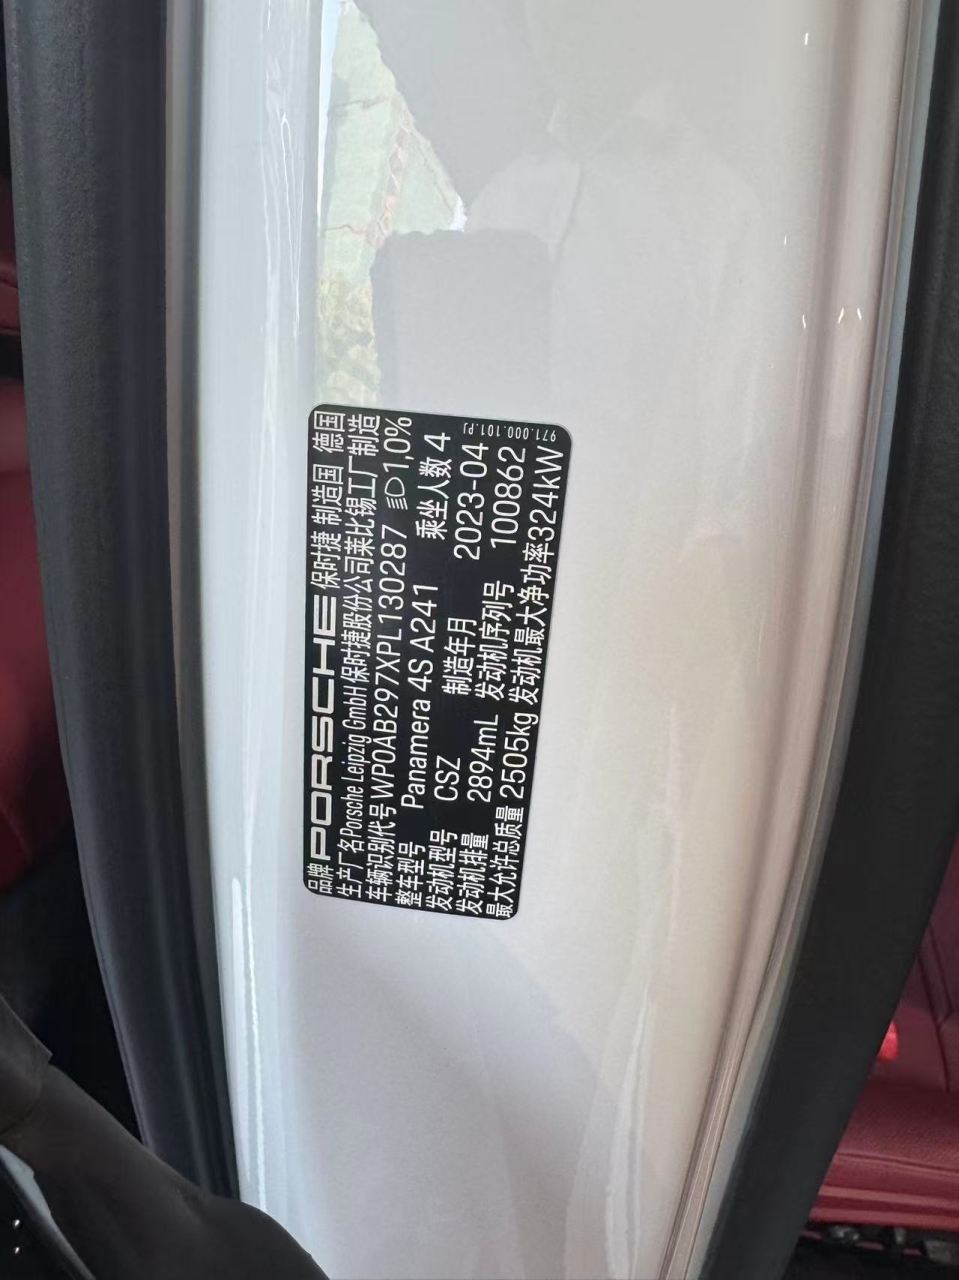 品牌 PORSCHE 保时捷 制造国 德国
生产厂名 Porsche Leipzig GmbH 保时捷股份公司莱比锡工厂制造
车辆识别代号 WP0AB297XPL130287 1,0%
整车型号 Panamera 4S A241 乘坐人数 4
发动机型号 CSZ 制造年月 2023-04
发动机排量 2894mL 发动机序列号 100862
最大允许总质量 2505kg 发动机最大净功率 324kW
971.000.101.PJ